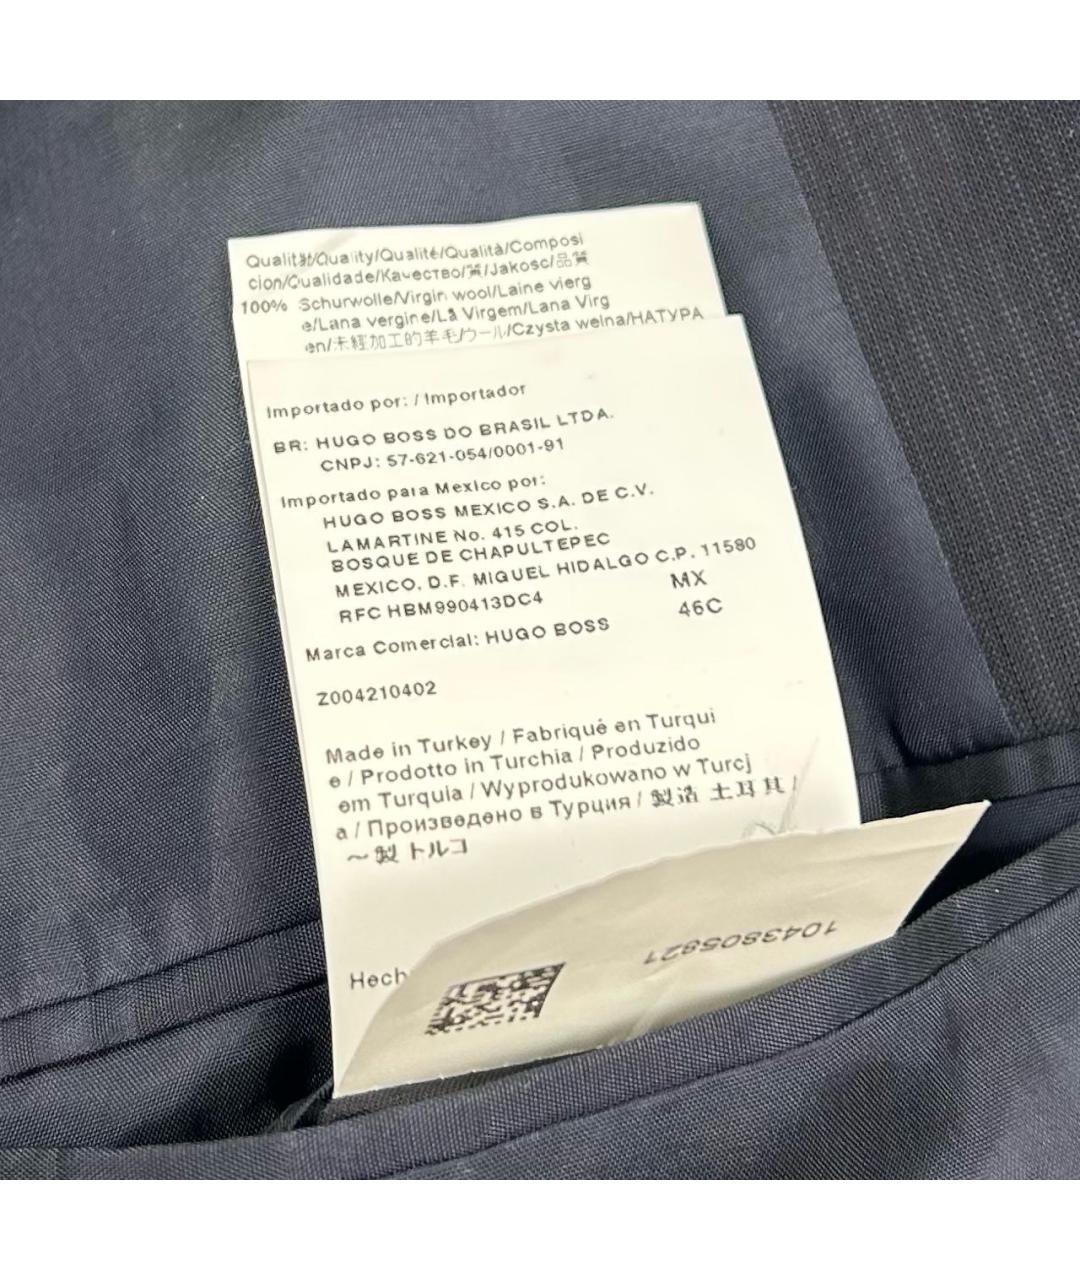 Qualität/Quality/Qualité/Qualità/Composi
cion/Qualidade/Качество/質/Jakosc/品質
100% Schurwolle/Virgin wool/Laine vierg
e/Lana vergine/Lã Virgem/Lana Virg
en/未經加工的羊毛/ウール/Czysta welna/НАТУРА
Importado por: / Importador
BR: HUGO BOSS DO BRASIL LTDA.
CNPJ: 57-621-054/0001-91
Importado para Mexico por:
HUGO BOSS MEXICO S.A. DE C.V.
LAMARTINE No. 415 COL.
BOSQUE DE CHAPULTEPEC
MEXICO, D.F. MIGUEL HIDALGO C.P. 11580
RFC HBM990413DC4 MX
Marca Comercial: HUGO BOSS 46C
Z004210402
Made in Turkey / Fabriqué en Turqui
e / Prodotto in Turchia / Produzido
em Turquia / Wyprodukowano w Turcj
a / Произведено в Турция / 製造 土耳其 /
～製 トルコ
Hech
1043805821